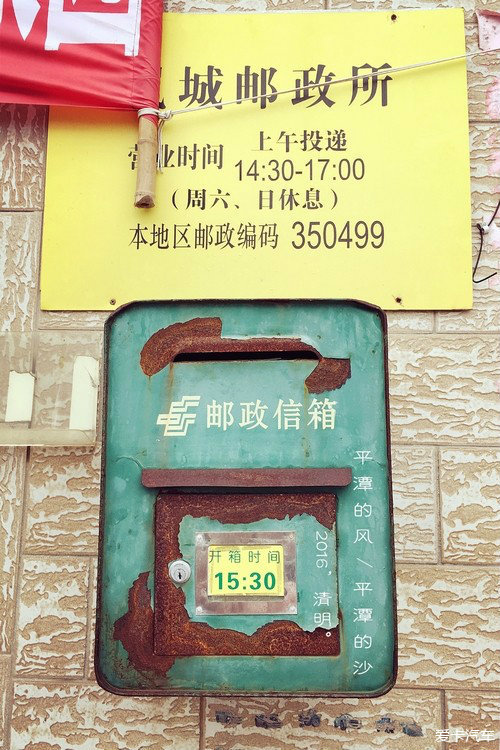 城邮政所
营业时间 上午投递
14:30-17:00
（周六、日休息）
本地区邮政编码 350499
邮政信箱
开箱时间
15:30
平潭的风／平潭的沙
2016，清明。
爱卡汽车